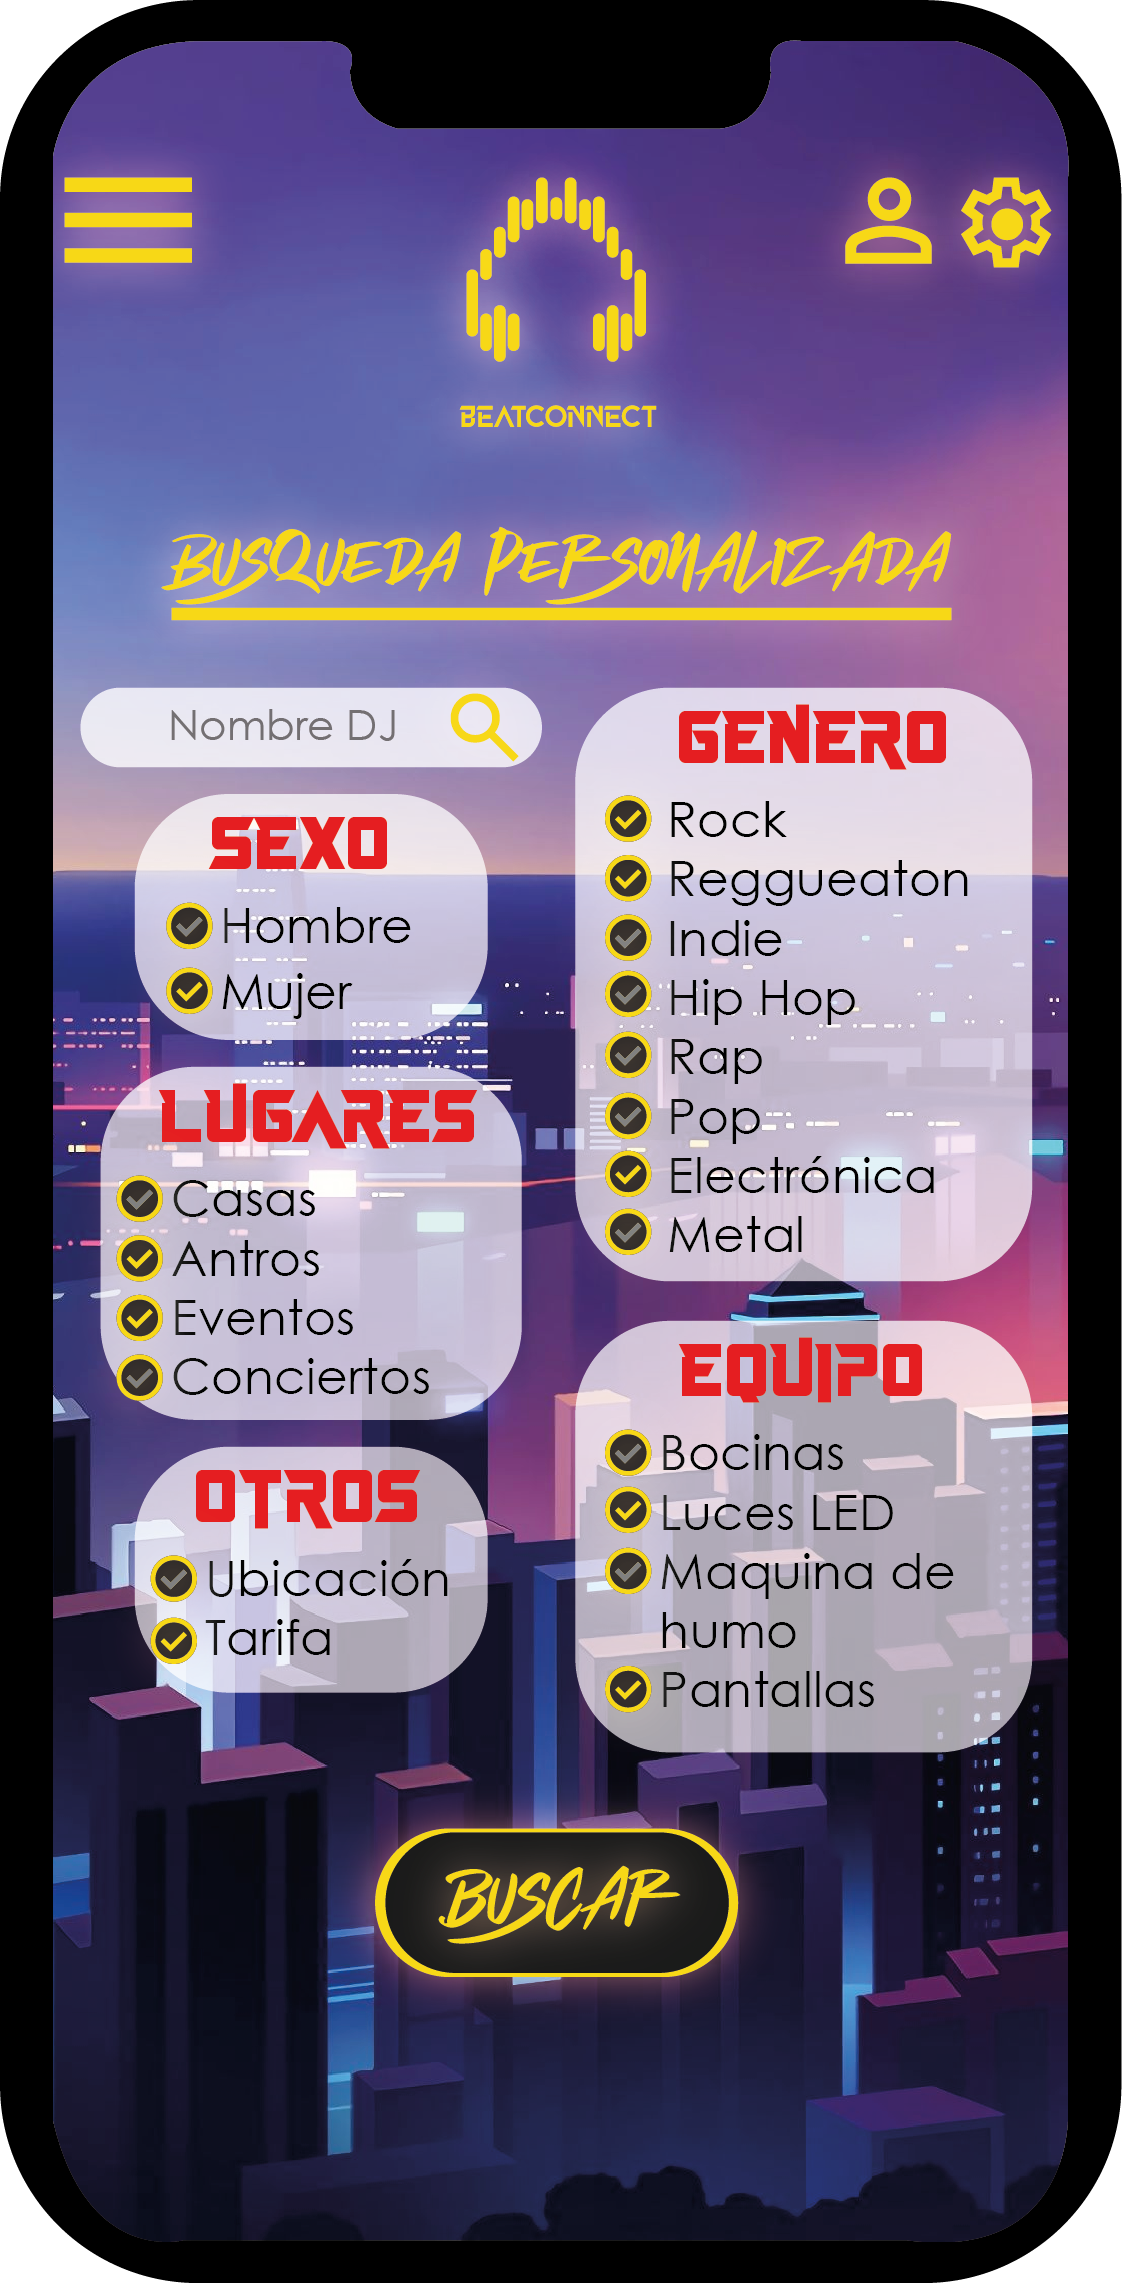 BEATCONNECT
BUSQUEDA PERSONALIZADA
Nombre DJ
SEXO
Hombre
Mujer
LUGARES
Casas
Antros
Eventos
Conciertos
OTROS
Ubicación
Tarifa
GENERO
Rock
Reggueaton
Indie
Hip Hop
Rap
Pop
Electrónica
Metal
EQUIPO
Bocinas
Luces LED
Maquina de
humo
Pantallas
BUSCAR